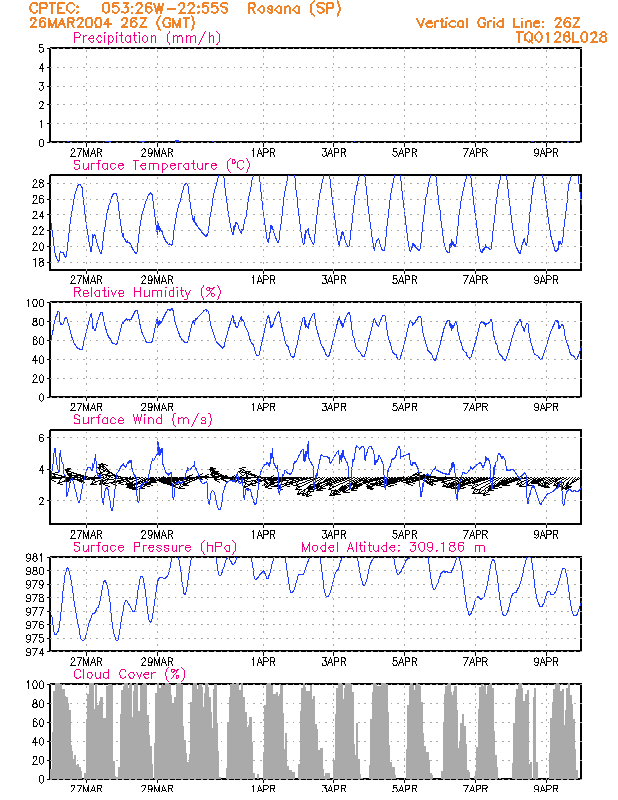 CPTEC: 053:26W-22:55S Rosana (SP)
26MAR2004 26Z (GMT) Vertical Grid Line: 26Z
Precipitation (mm/h) TQ0126L028
5
4
3
2
1
0
27MAR 29MAR 1APR 3APR 5APR 7APR 9APR
Surface Temperature (°C)
28
26
24
22
20
18
27MAR 29MAR 1APR 3APR 5APR 7APR 9APR
Relative Humidity (%)
100
80
60
40
20
0
27MAR 29MAR 1APR 3APR 5APR 7APR 9APR
Surface Wind (m/s)
6
4
2
27MAR 29MAR 1APR 3APR 5APR 7APR 9APR
Surface Pressure (hPa) Model Altitude: 309.186 m
981
980
979
978
977
976
975
974
27MAR 29MAR 1APR 3APR 5APR 7APR 9APR
Cloud Cover (%)
100
80
60
40
20
0
27MAR 29MAR 1APR 3APR 5APR 7APR 9APR